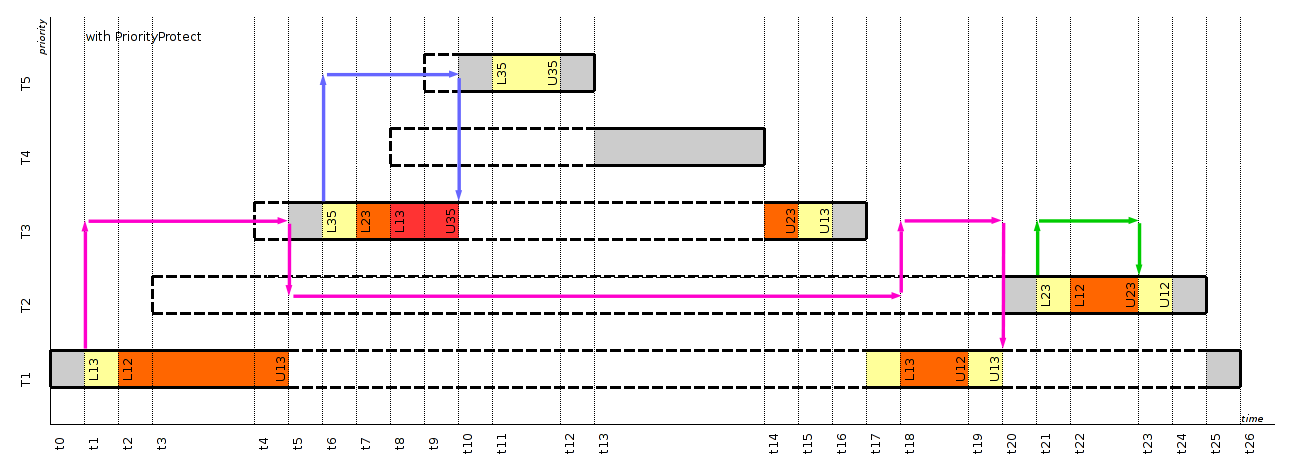 priority
with PriorityProtect
T5
L35
U35
T4
T3
L35
L23
L13
U35
U23
U13
T2
L23
L12
U23
U12
T1
L13
L12
U13
L13
U12
U13
time
t0
t1
t2
t3
t4
t5
t6
t7
t8
t9
t10
t11
t12
t13
t14
t15
t16
t17
t18
t19
t20
t21
t22
t23
t24
t25
t26